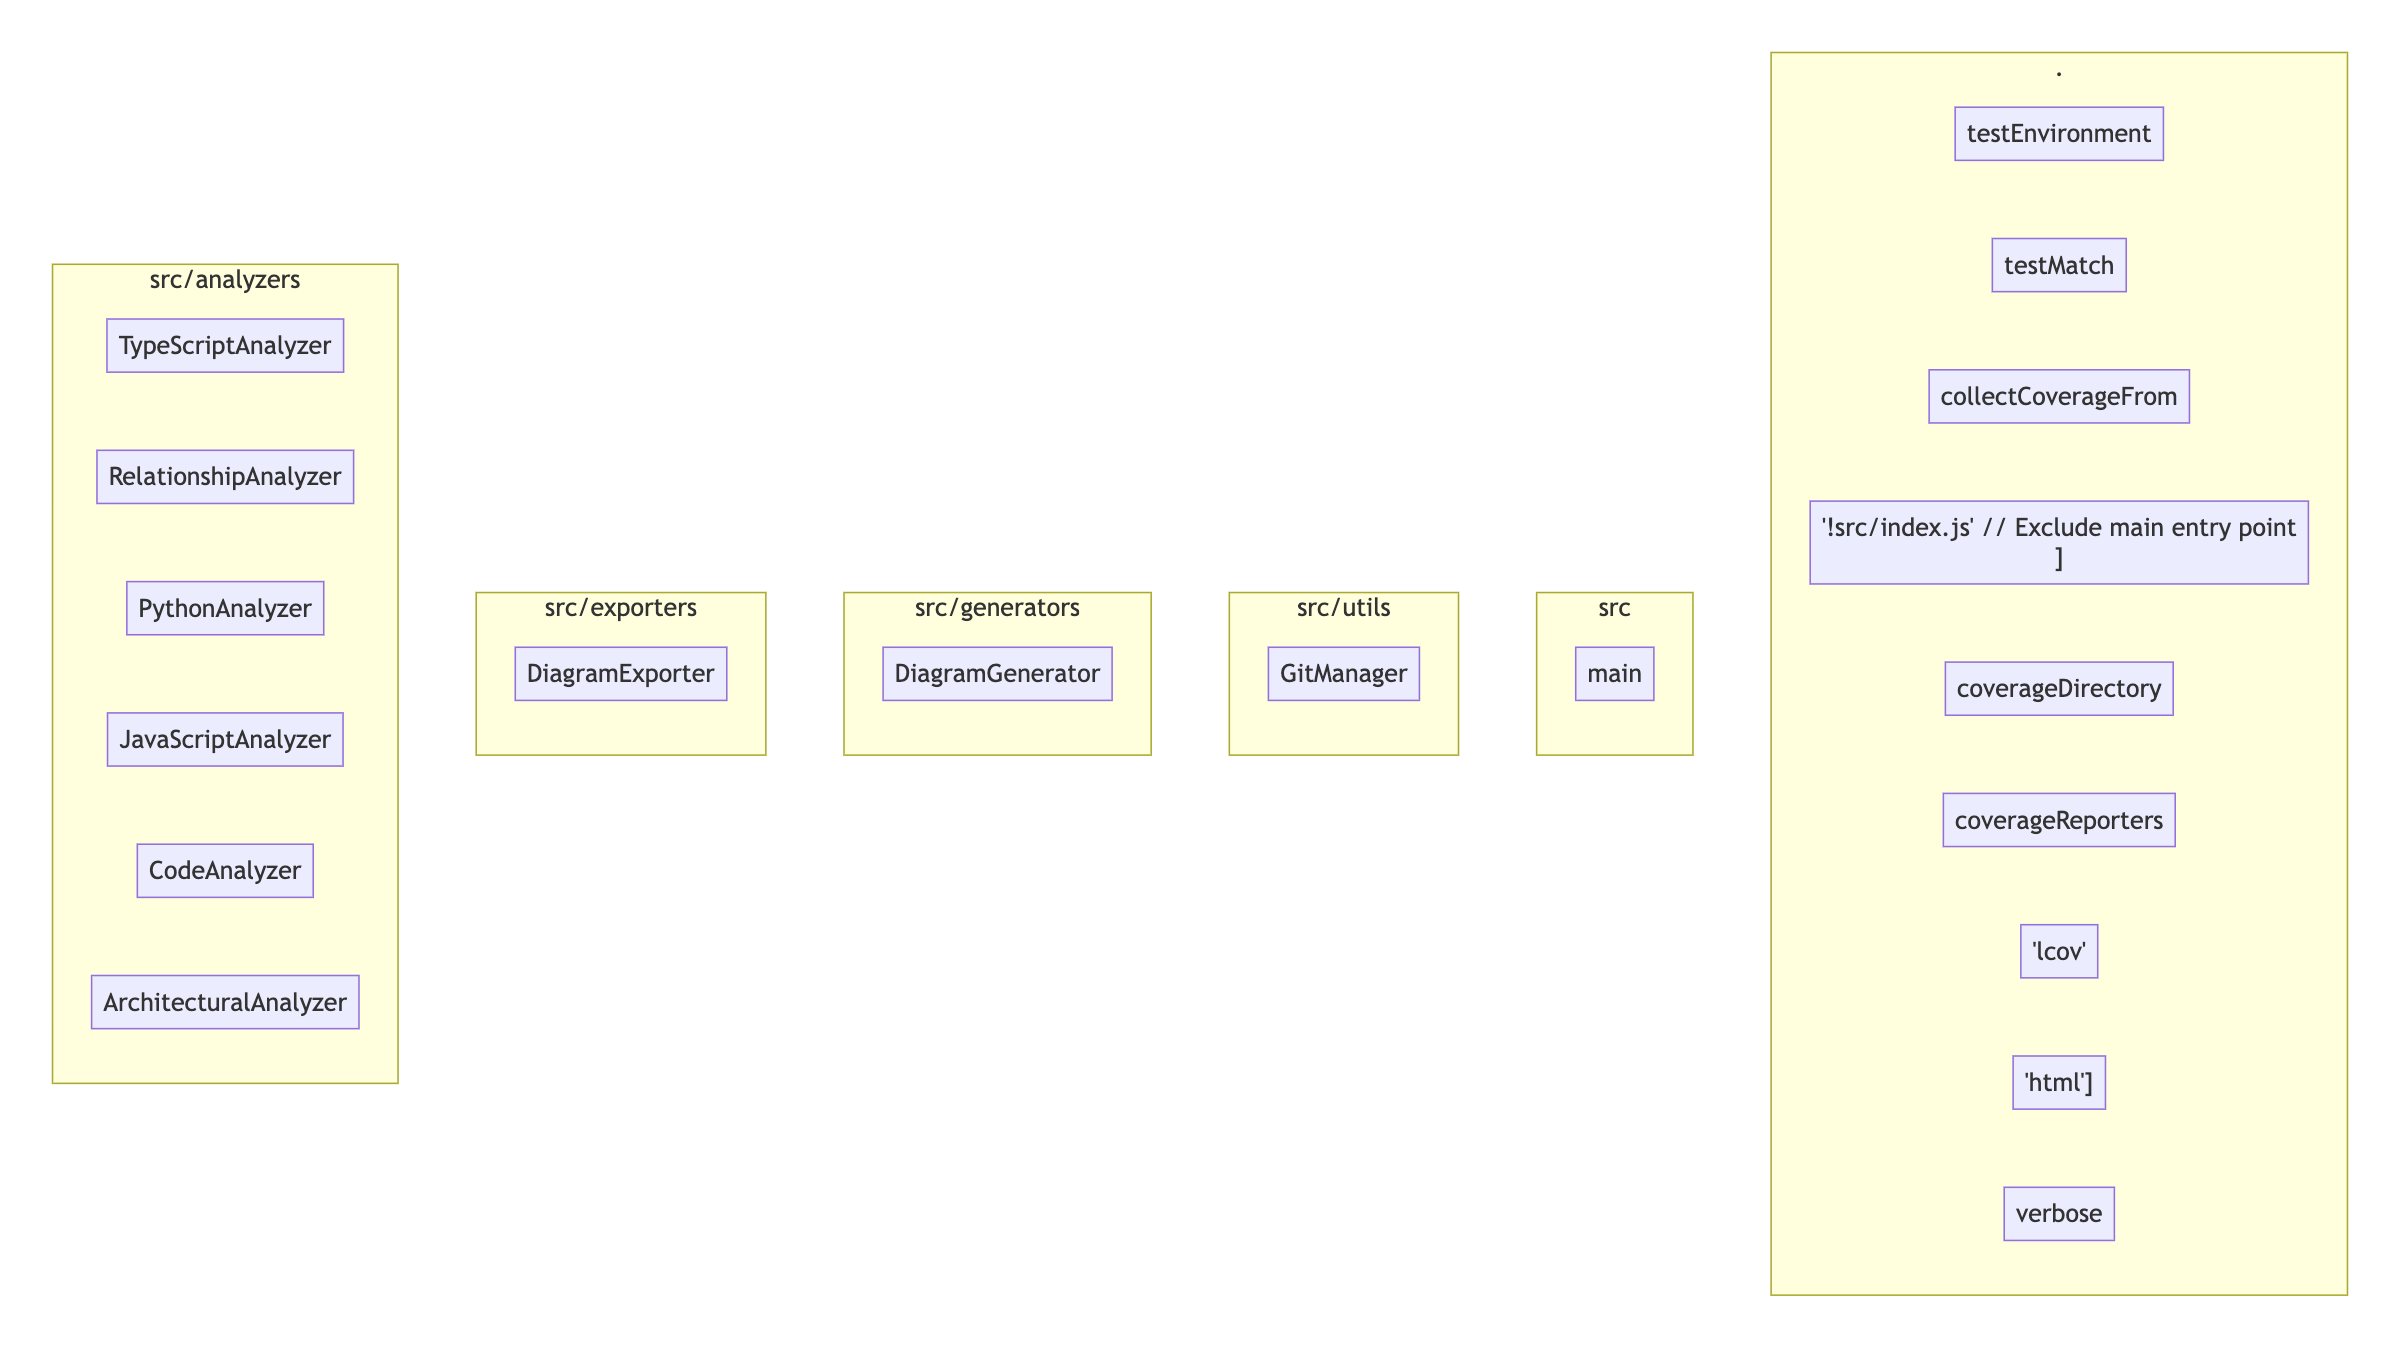 src/analyzers
TypeScriptAnalyzer
RelationshipAnalyzer
PythonAnalyzer
JavaScriptAnalyzer
CodeAnalyzer
ArchitecturalAnalyzer
src/exporters
DiagramExporter
src/generators
DiagramGenerator
src/utils
GitManager
src
main
.
testEnvironment
testMatch
collectCoverageFrom
'!src/index.js' // Exclude main entry point
]
coverageDirectory
coverageReporters
'lcov'
'html']
verbose